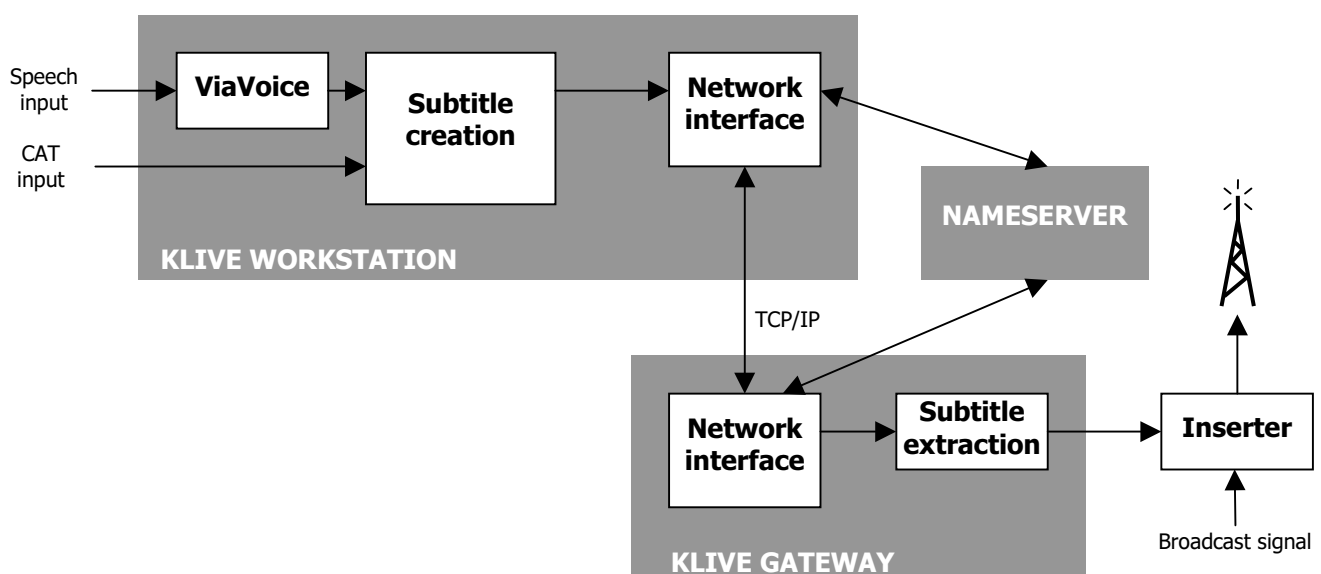 Speech
input
ViaVoice
Subtitle
creation
Network
interface
CAT
input
NAMESERVER
KLIVE WORKSTATION
TCP/IP
Network
interface
Subtitle
extraction
Inserter
Broadcast signal
KLIVE GATEWAY